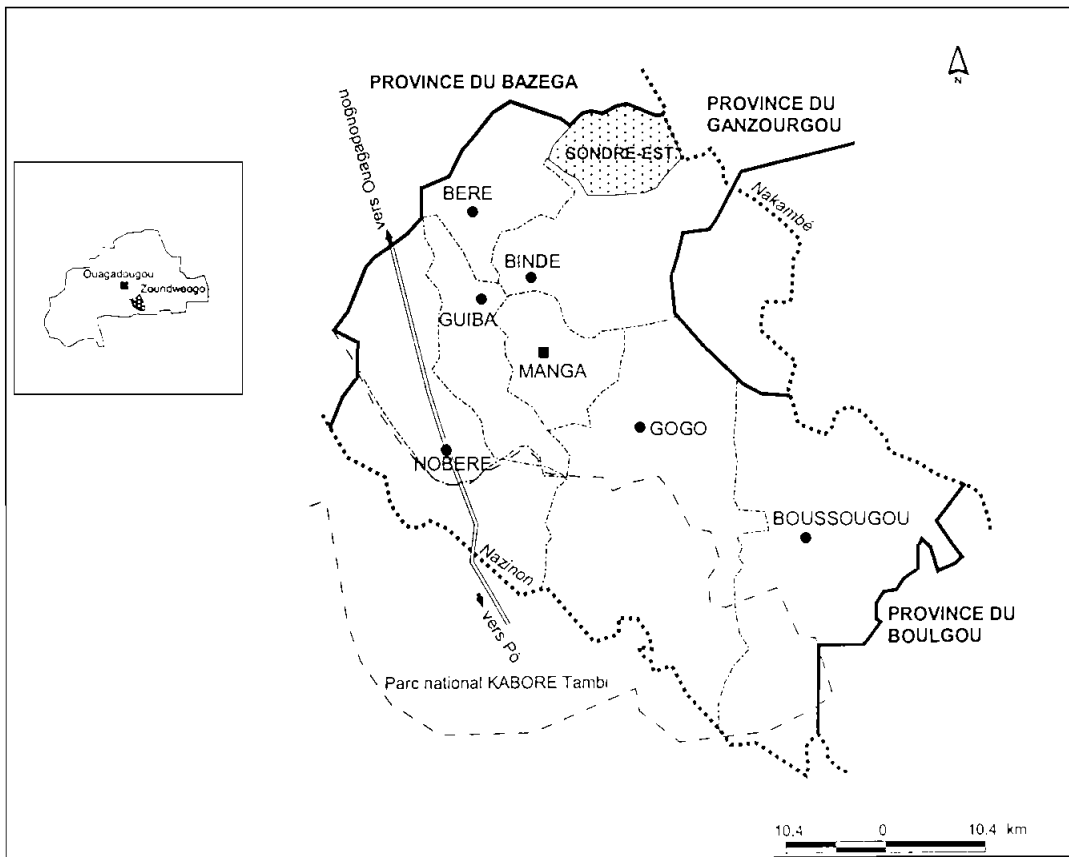 PROVINCE DU BAZEGA
N
PROVINCE DU
GANZOURGOU
vers Ouagadougou
SONDRE-EST
BERE
Nakambé
BINDE
Ouagadougou
Zoundweogo
GUIBA
MANGA
GOGO
NOBERE
BOUSSOUGOU
Nazinon
PROVINCE DU
BOULGOU
vers Pô
Parc national KABORE Tambi
10.4 0 10.4 km